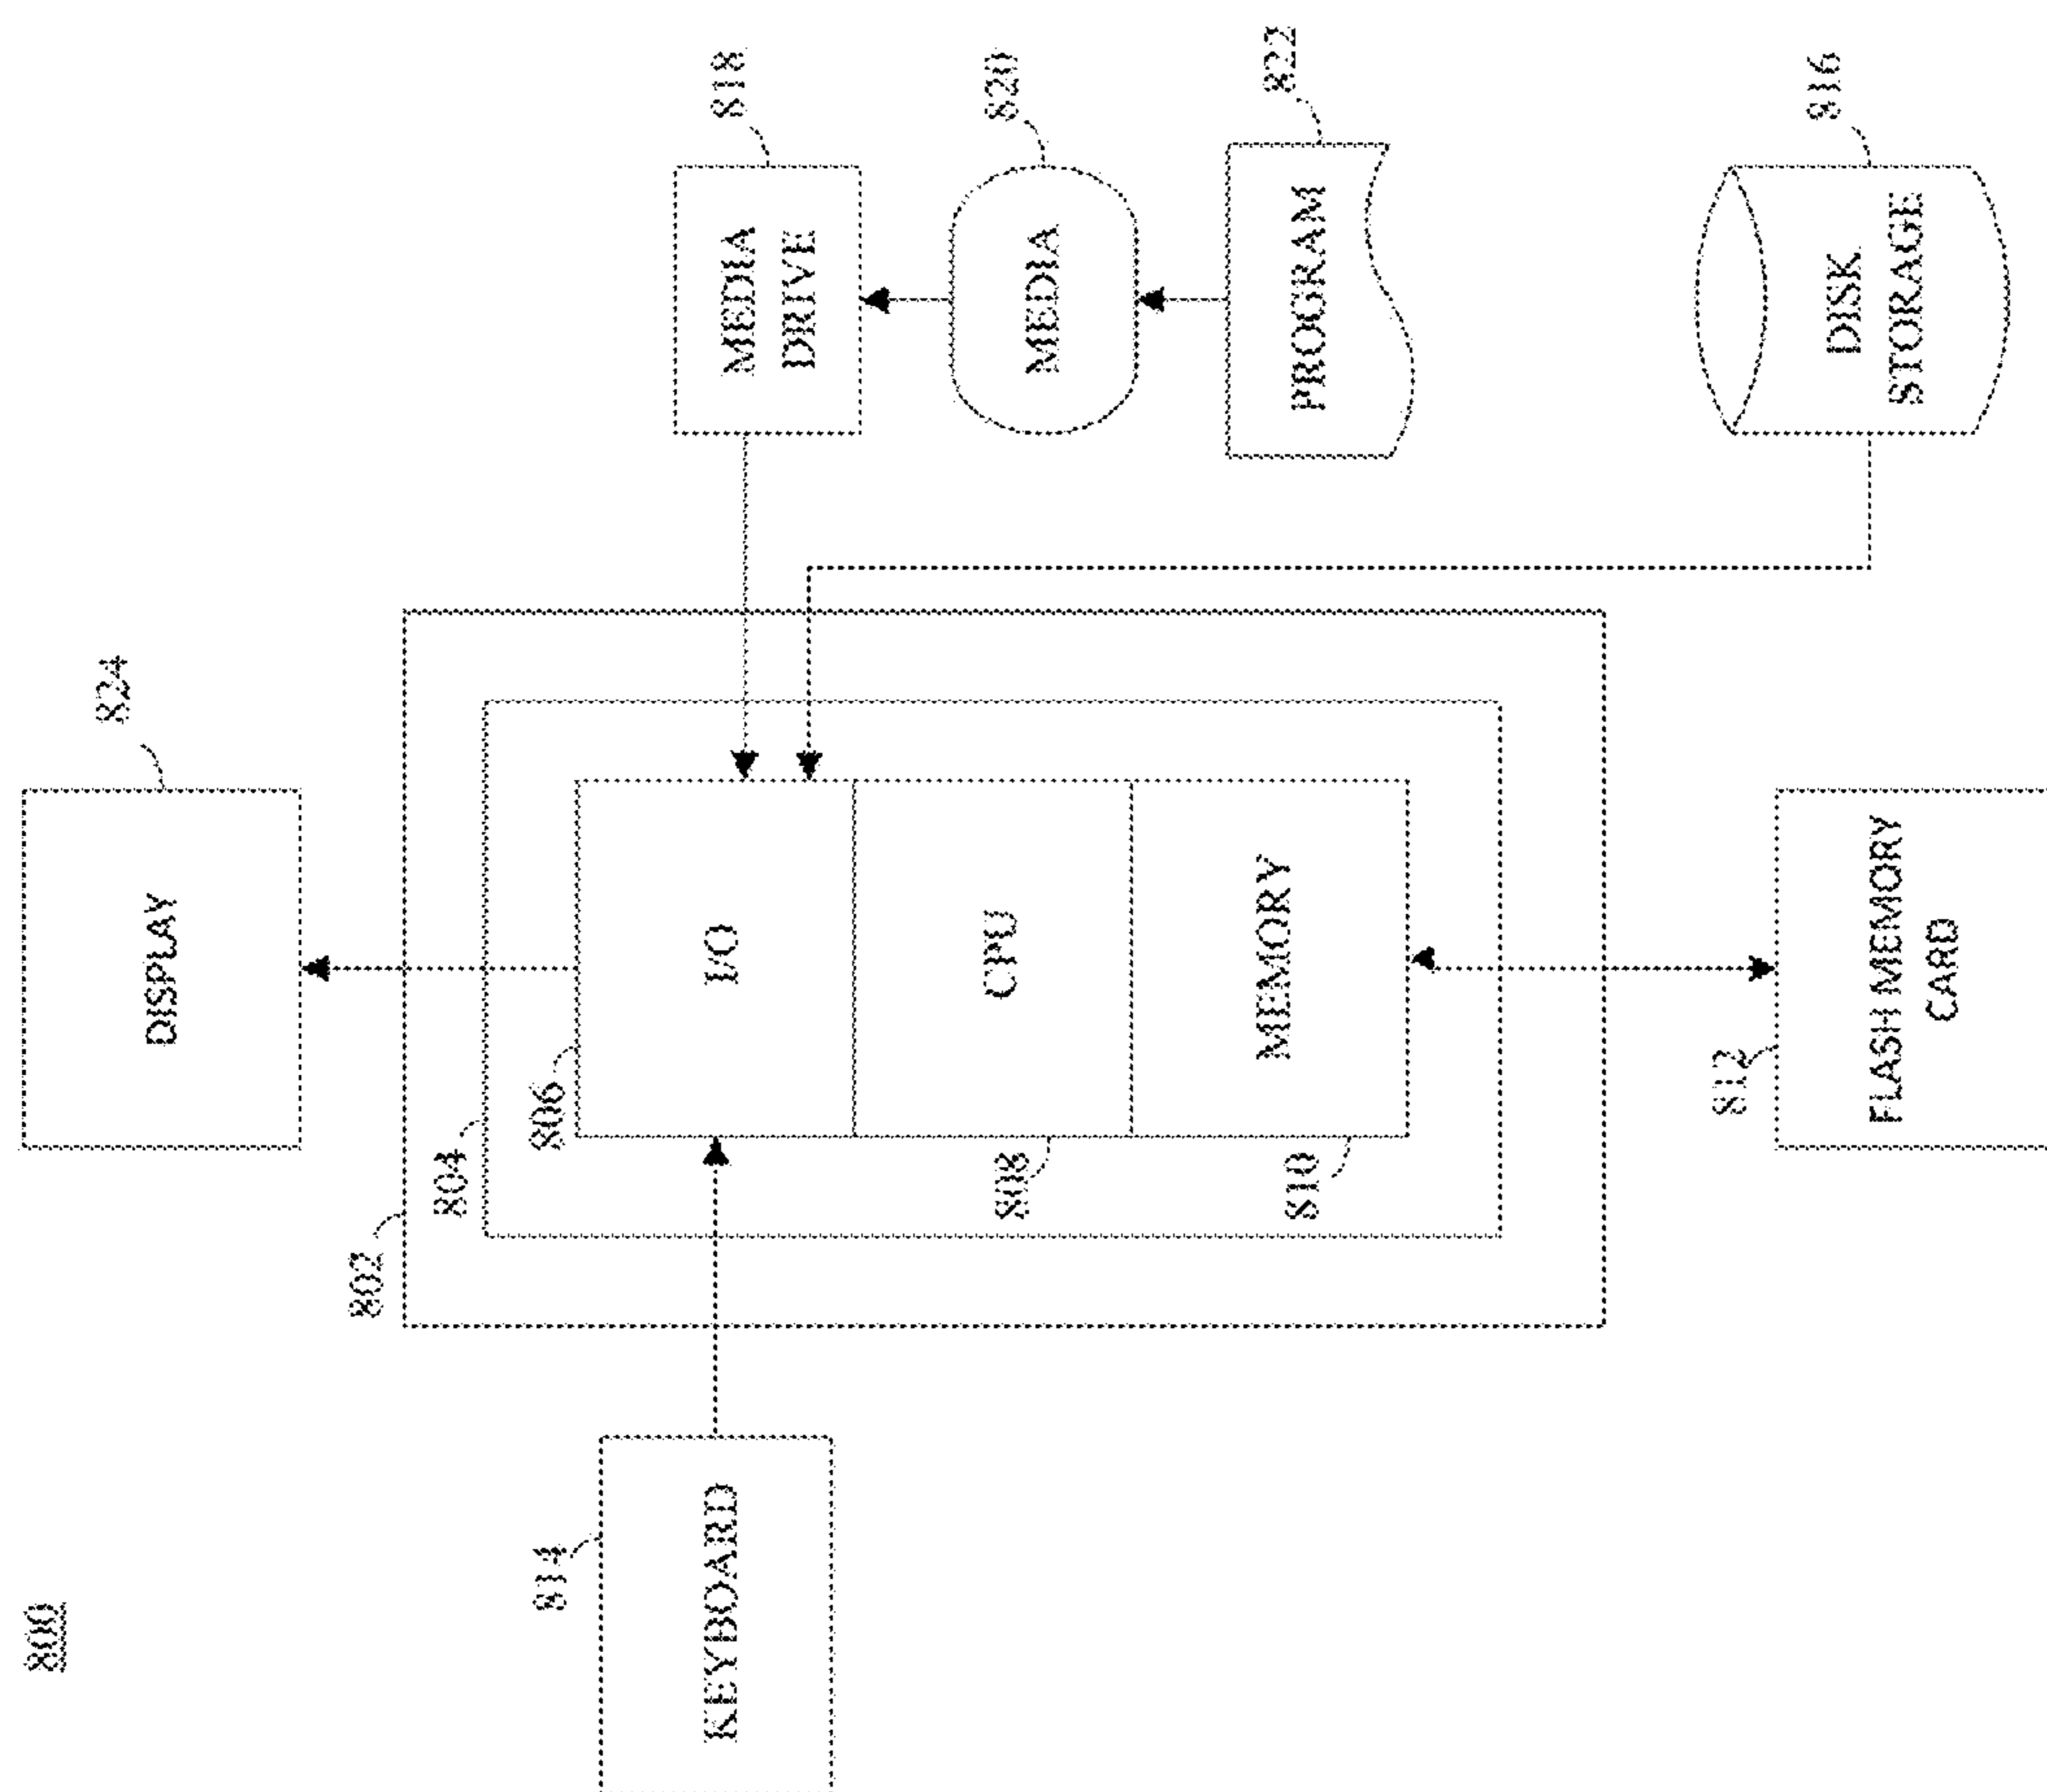 800
DISPLAY
824
802
804
806
I/O
CPU
808
MEMORY
810
KEYBOARD
814
MEDIA
DRIVE
818
MEDIA
820
PROGRAM
822
DISK
STORAGE
816
FLASH MEMORY
CARD
812